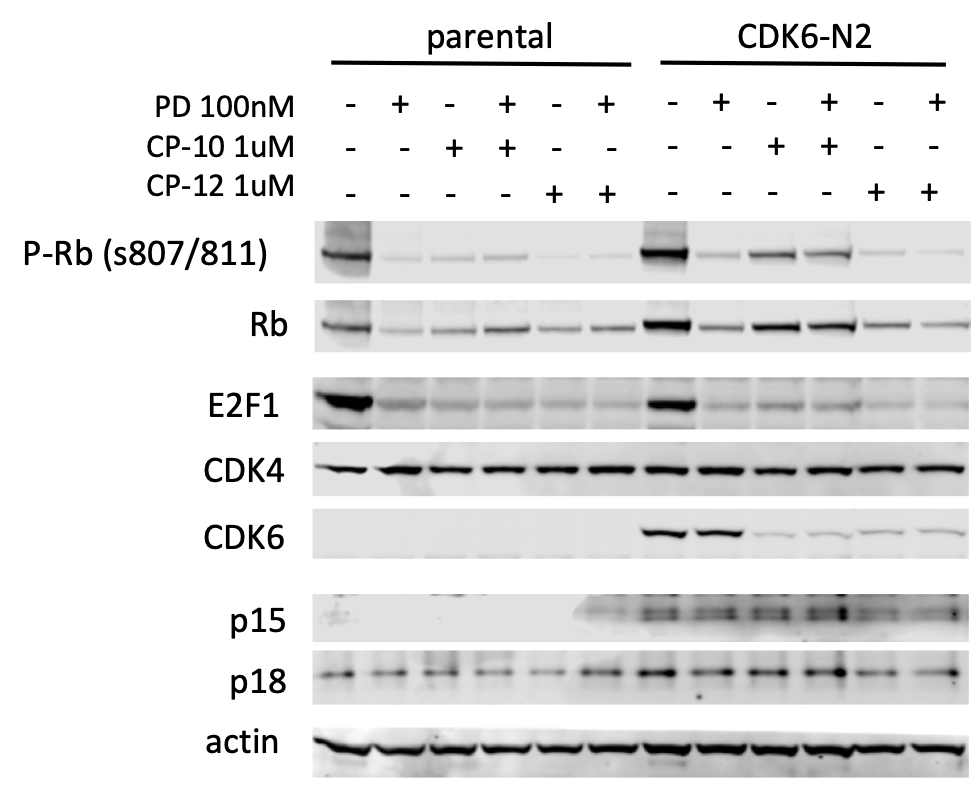 parental CDK6-N2
PD 100nM - + - + - + - + - + - +
CP-10 1uM - - + + - - - - + + - -
CP-12 1uM - - - - + + - - - - + +
P-Rb (s807/811)
Rb
E2F1
CDK4
CDK6
p15
p18
actin